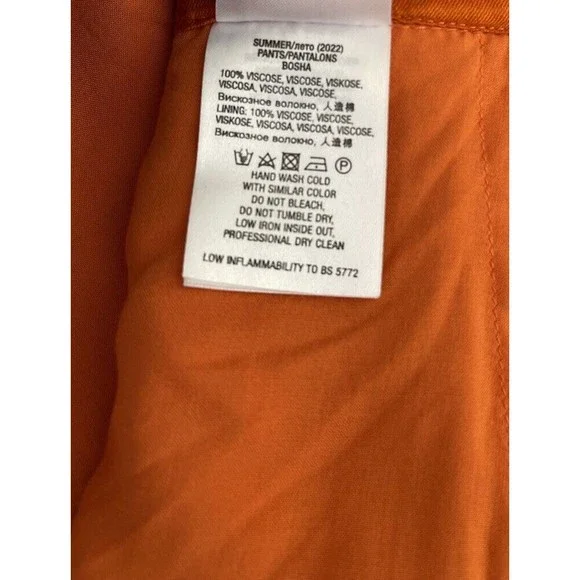 SUMMER/лето (2022)
PANTS/PANTALONS
BOSHA
100% VISCOSE, VISCOSE, VISKOSE,
VISCOSA, VISCOSA, VISCOSE,
Вискозное волокно, 人造棉
LINING: 100% VISCOSE, VISCOSE,
VISKOSE, VISCOSA, VISCOSA, VISCOSE,
Вискозное волокно, 人造棉
P
HAND WASH COLD
WITH SIMILAR COLOR
DO NOT BLEACH,
DO NOT TUMBLE DRY,
LOW IRON INSIDE OUT,
PROFESSIONAL DRY CLEAN
LOW INFLAMMABILITY TO BS 5772